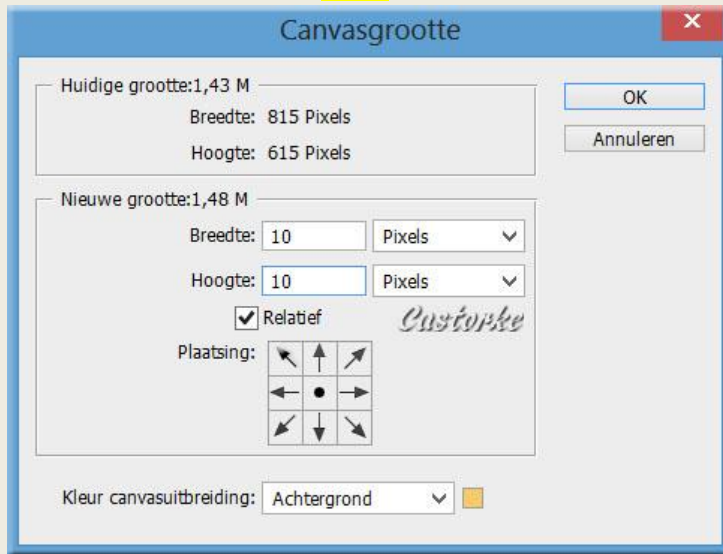 Canvasgrootte
Huidige grootte:1,43 M
Breedte: 815 Pixels
Hoogte: 615 Pixels
OK
Annuleren
Nieuwe grootte:1,48 M
Breedte: 10 Pixels
Hoogte: 10 Pixels
Relatief
Castorke
Plaatsing:
Kleur canvasuitbreiding: Achtergrond